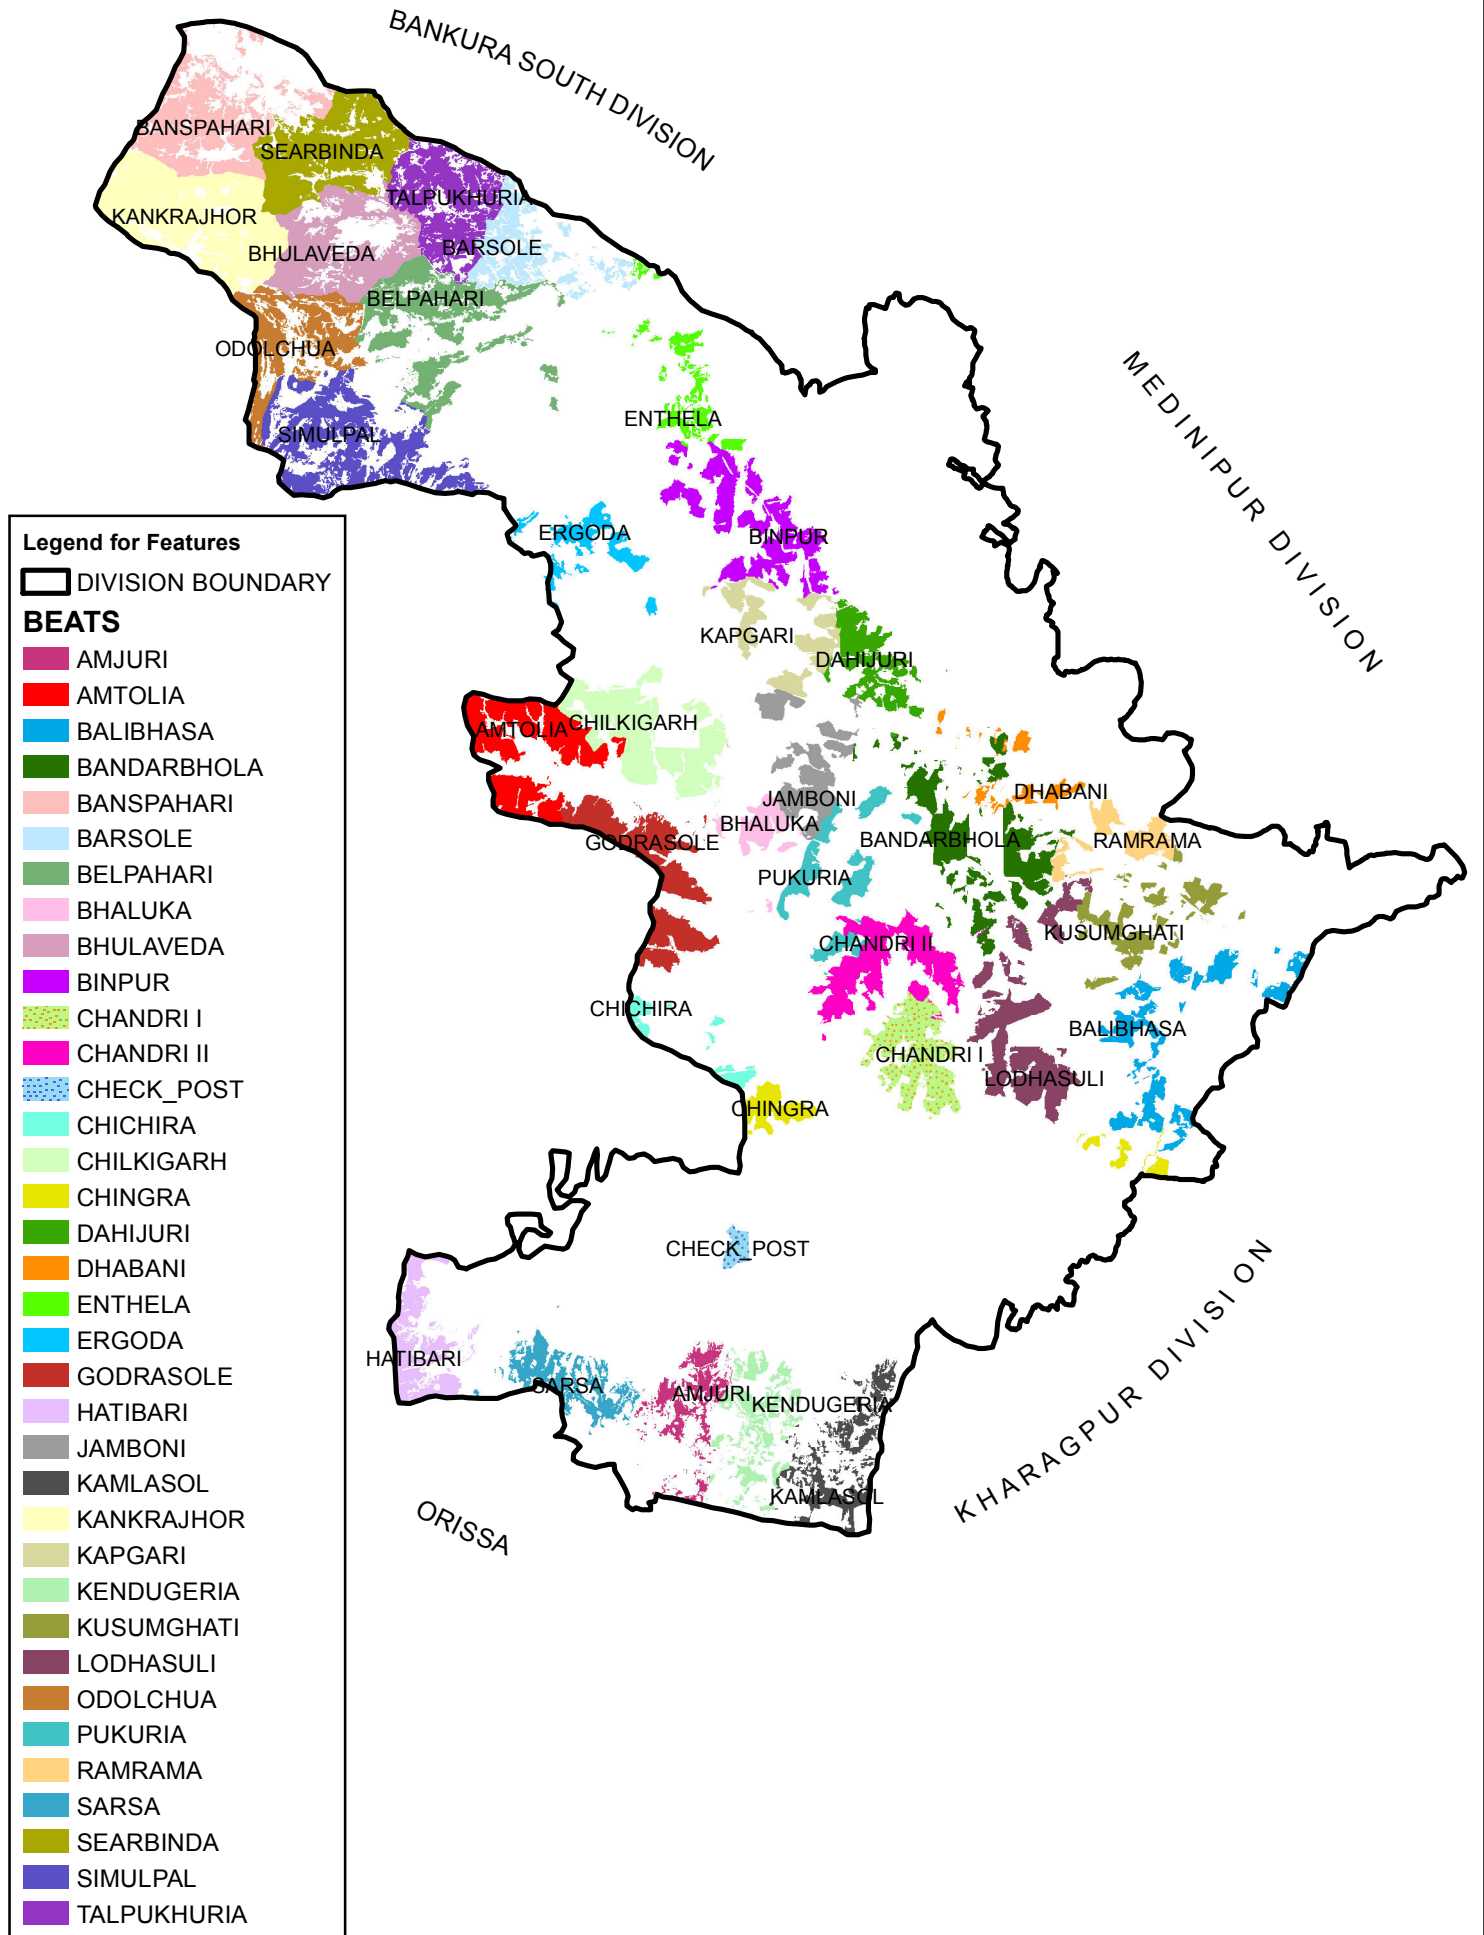 BANKURA SOUTH DIVISION
BANSPAHARI
SEARBINDA
TALPUKHURIA
KANKRAJHOR
BHULAVEDA
BARSOLE
BELPAHARI
ODOLCHUA
MEDINIPUR DIVISION
ENTHELA
SIMULPAL
ERGODA
BINPUR
KAPGARI
DAHIJURI
AMTOLIA
CHILKIGARH
DHABANI
JAMBONI
BHALUKA
GODRASOLE
BANDARBHOLA
RAMRAMA
PUKURIA
KUSUMGHATI
CHANDRI II
CHICHIRA
BALIBHASA
CHANDRI I
LODHASULI
CHINGRA
CHECK_POST
HATIBARI
SARSA
AMJURI
KENDUGERIA
KAMLASOL
KHARAGPUR DIVISION
ORISSA
Legend for Features
DIVISION BOUNDARY
BEATS
AMJURI
AMTOLIA
BALIBHASA
BANDARBHOLA
BANSPAHARI
BARSOLE
BELPAHARI
BHALUKA
BHULAVEDA
BINPUR
CHANDRI I
CHANDRI II
CHECK_POST
CHICHIRA
CHILKIGARH
CHINGRA
DAHIJURI
DHABANI
ENTHELA
ERGODA
GODRASOLE
HATIBARI
JAMBONI
KAMLASOL
KANKRAJHOR
KAPGARI
KENDUGERIA
KUSUMGHATI
LODHASULI
ODOLCHUA
PUKURIA
RAMRAMA
SARSA
SEARBINDA
SIMULPAL
TALPUKHURIA